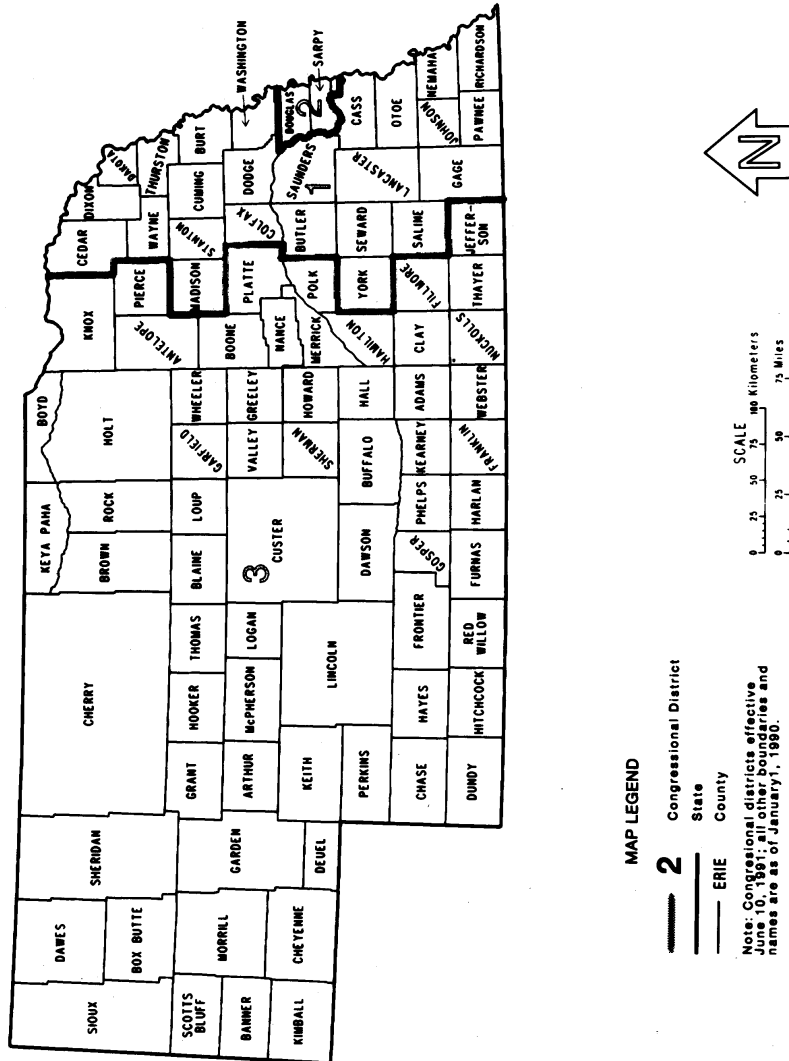 SIOUX
DAWES
BOX BUTTE
SHERIDAN
SCOTTS
BLUFF
BANNER
KIMBALL
MORRILL
CHEYENNE
GARDEN
DEUEL
CHERRY
GRANT
HOOKER
THOMAS
ARTHUR
McPHERSON
LOGAN
KEITH
LINCOLN
PERKINS
CHASE
HAYES
FRONTIER
DUNDY
HITCHCOCK
RED
WILLOW
KEYA PAHA
BROWN
ROCK
BOYD
HOLT
BLAINE
LOUP
GARFIELD
WHEELER
3
CUSTER
VALLEY
GREELEY
SHERMAN
HOWARD
DAWSON
BUFFALO
HALL
GOSPER
PHELPS
KEARNEY
ADAMS
FURNAS
HARLAN
FRANKLIN
WEBSTER
KNOX
ANTELOPE
PIERCE
BOONE
MADISON
NANCE
PLATTE
MERRICK
POLK
HAMILTON
YORK
CLAY
FILLMORE
NUCKOLLS
THAYER
CEDAR
DIXON
DAKOTA
WAYNE
THURSTON
STANTON
CUMING
BURT
COLFAX
DODGE
WASHINGTON
BUTLER
SAUNDERS
1
DOUGLAS
2
SARPY
SEWARD
LANCASTER
CASS
OTOE
SALINE
GAGE
JOHNSON
NEMAHA
JEFFER-
SON
PAWNEE
RICHARDSON
MAP LEGEND
2 Congressional District
State
ERIE County
Note: Congresional districts effective
June 10, 1991; all other boundaries and
names are as of January1, 1990.
SCALE
0 25 50 75 100 Kilometers
0 25 50 75 Miles
N